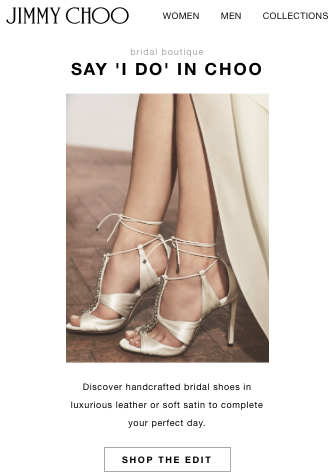 JIMMY CHOO
WOMEN MEN COLLECTIONS
bridal boutique
SAY 'I DO' IN CHOO
Discover handcrafted bridal shoes in
luxurious leather or soft satin to complete
your perfect day.
SHOP THE EDIT